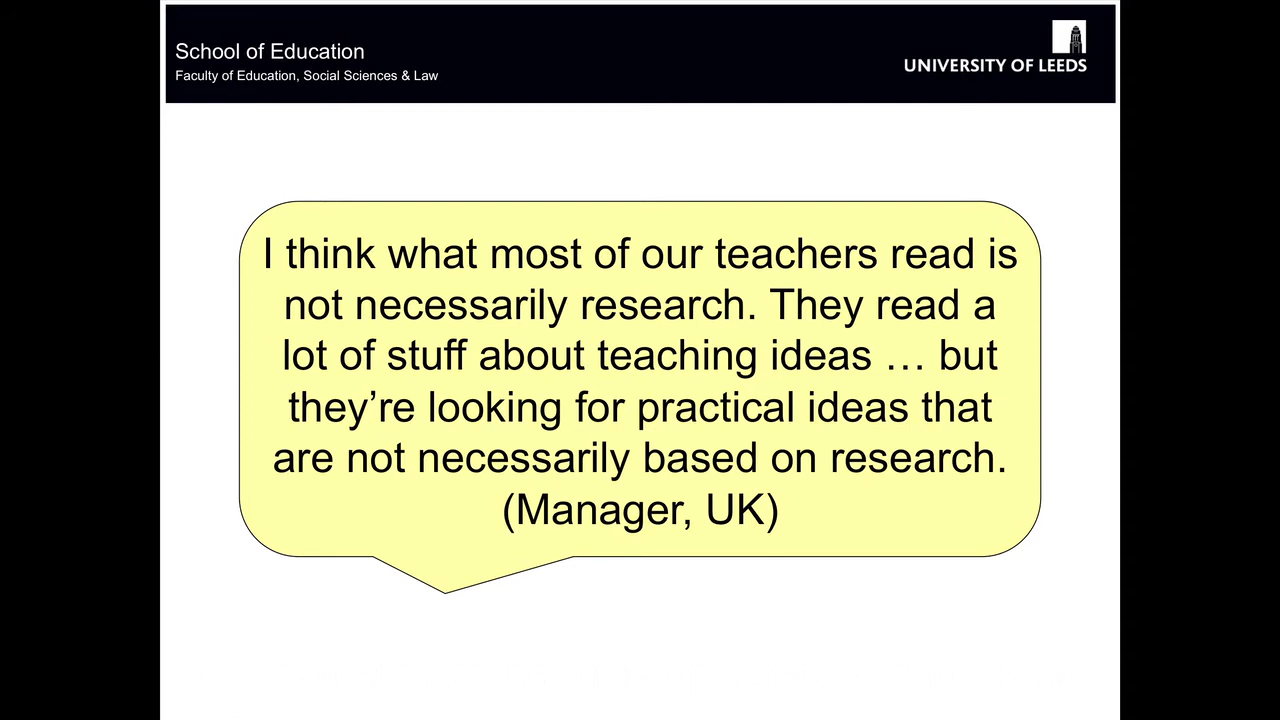 School of Education
Faculty of Education, Social Sciences & Law
UNIVERSITY OF LEEDS
I think what most of our teachers read is
not necessarily research. They read a
lot of stuff about teaching ideas … but
they’re looking for practical ideas that
are not necessarily based on research.
(Manager, UK)